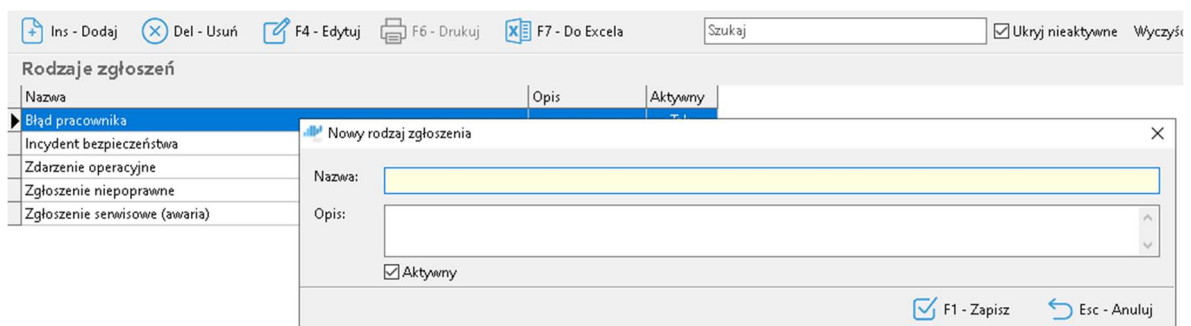 Ins - Dodaj Del - Usuń F4 - Edytuj F6 - Drukuj F7 - Do Excela Szukaj Ukryj nieaktywne
Rodzaje zgłoszeń
Nazwa Opis Aktywny
Błąd pracownika
Incydent bezpieczeństwa
Zdarzenie operacyjne
Zgłoszenie niepoprawne
Zgłoszenie serwisowe (awaria)
Nowy rodzaj zgłoszenia
Nazwa:
Opis:
Aktywny
F1 - Zapisz Esc - Anuluj